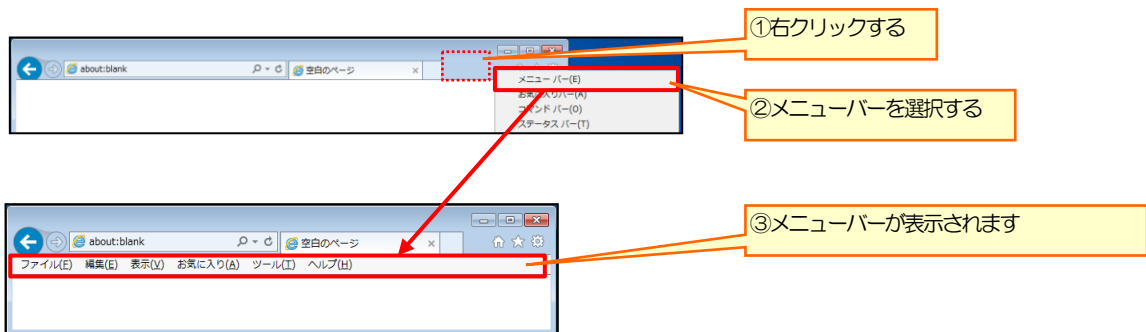 ①右クリックする
about:blank
空白のページ
メニュー バー(E)
お気に入りバー(A)
コマンド バー(O)
ステータス バー(T)
②メニューバーを選択する
③メニューバーが表示されます
about:blank
空白のページ
ファイル(F) 編集(E) 表示(V) お気に入り(A) ツール(T) ヘルプ(H)